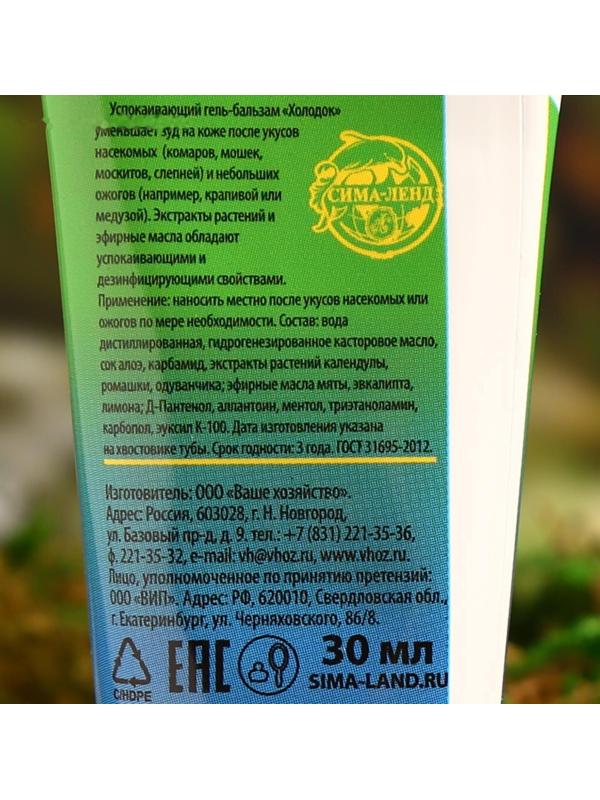 Успокаивающий гель-бальзам «Холодок»
уменьшает зуд на коже после укусов
насекомых (комаров, мошек,
москитов, слепней) и небольших
ожогов (например, крапивой или
медузой). Экстракты растений и
эфирные масла обладают
успокаивающими и
дезинфицирующими свойствами.
СИМА-ЛЕНД
Применение: наносить местно после укусов насекомых или
ожогов по мере необходимости. Состав: вода
дистиллированная, гидрогенезированное касторовое масло,
сок алоэ, карбамид, экстракты растений календулы,
ромашки, одуванчика; эфирные масла мяты, эвкалипта,
лимона; Д-Пантенол, аллантоин, ментол, триэтаноламин,
карбопол, эуксил К-100. Дата изготовления указана
на хвостовике тубы. Срок годности: 3 года. ГОСТ 31695-2012.
Изготовитель: ООО «Ваше хозяйство».
Адрес: Россия, 603028, г. Н. Новгород,
ул. Базовый пр-д, д. 9. тел.: +7 (831) 221-35-36,
ф. 221-35-32, e-mail: vh@vhoz.ru, www.vhoz.ru.
Лицо, уполномоченное по принятию претензий:
ООО «ВИП». Адрес: РФ, 620010, Свердловская обл.,
г. Екатеринбург, ул. Черняховского, 86/8.
2
C/HDPE
ЕАС
30 мл
SIMA-LAND.RU